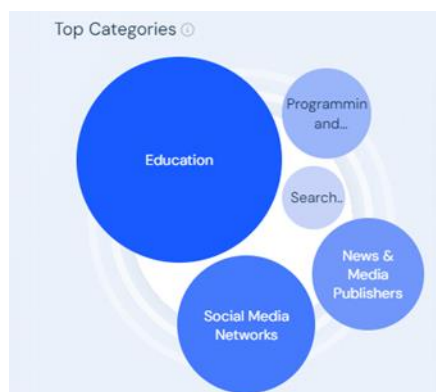 Top Categories
Programmin
and...
Education
Search..
News &
Media
Publishers
Social Media
Networks